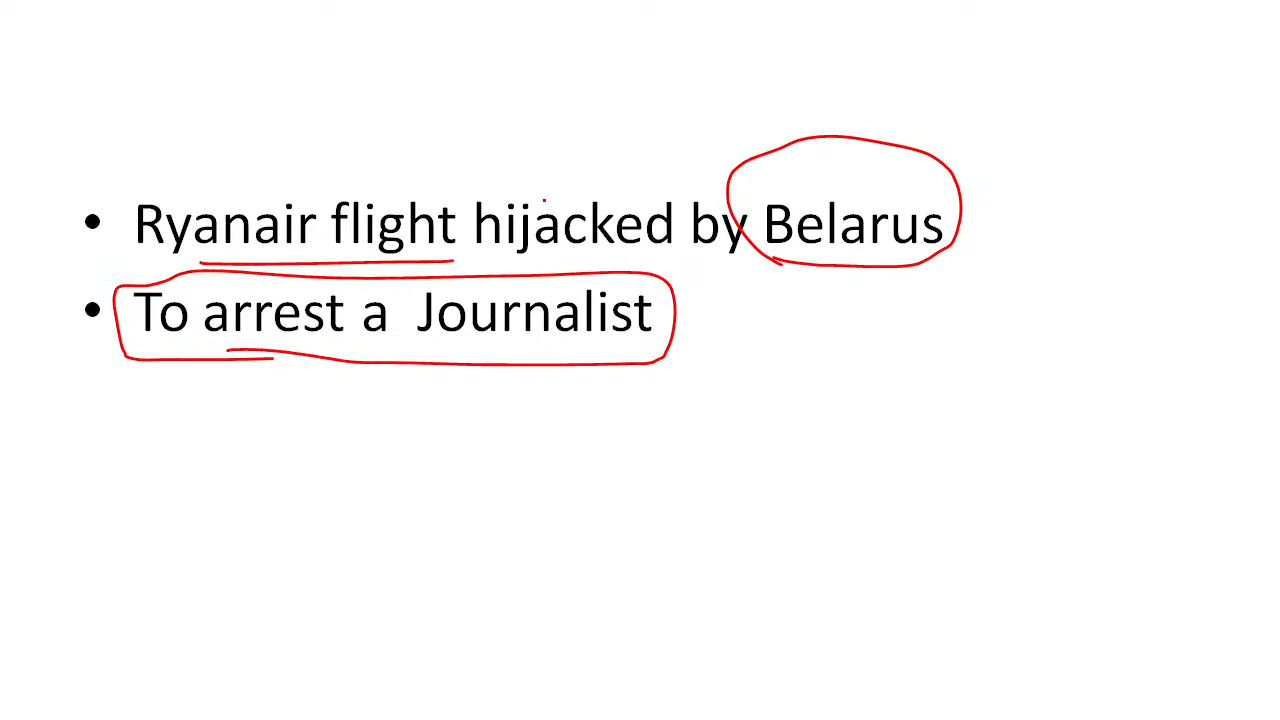 • Ryanair flight hijacked by Belarus
• To arrest a Journalist